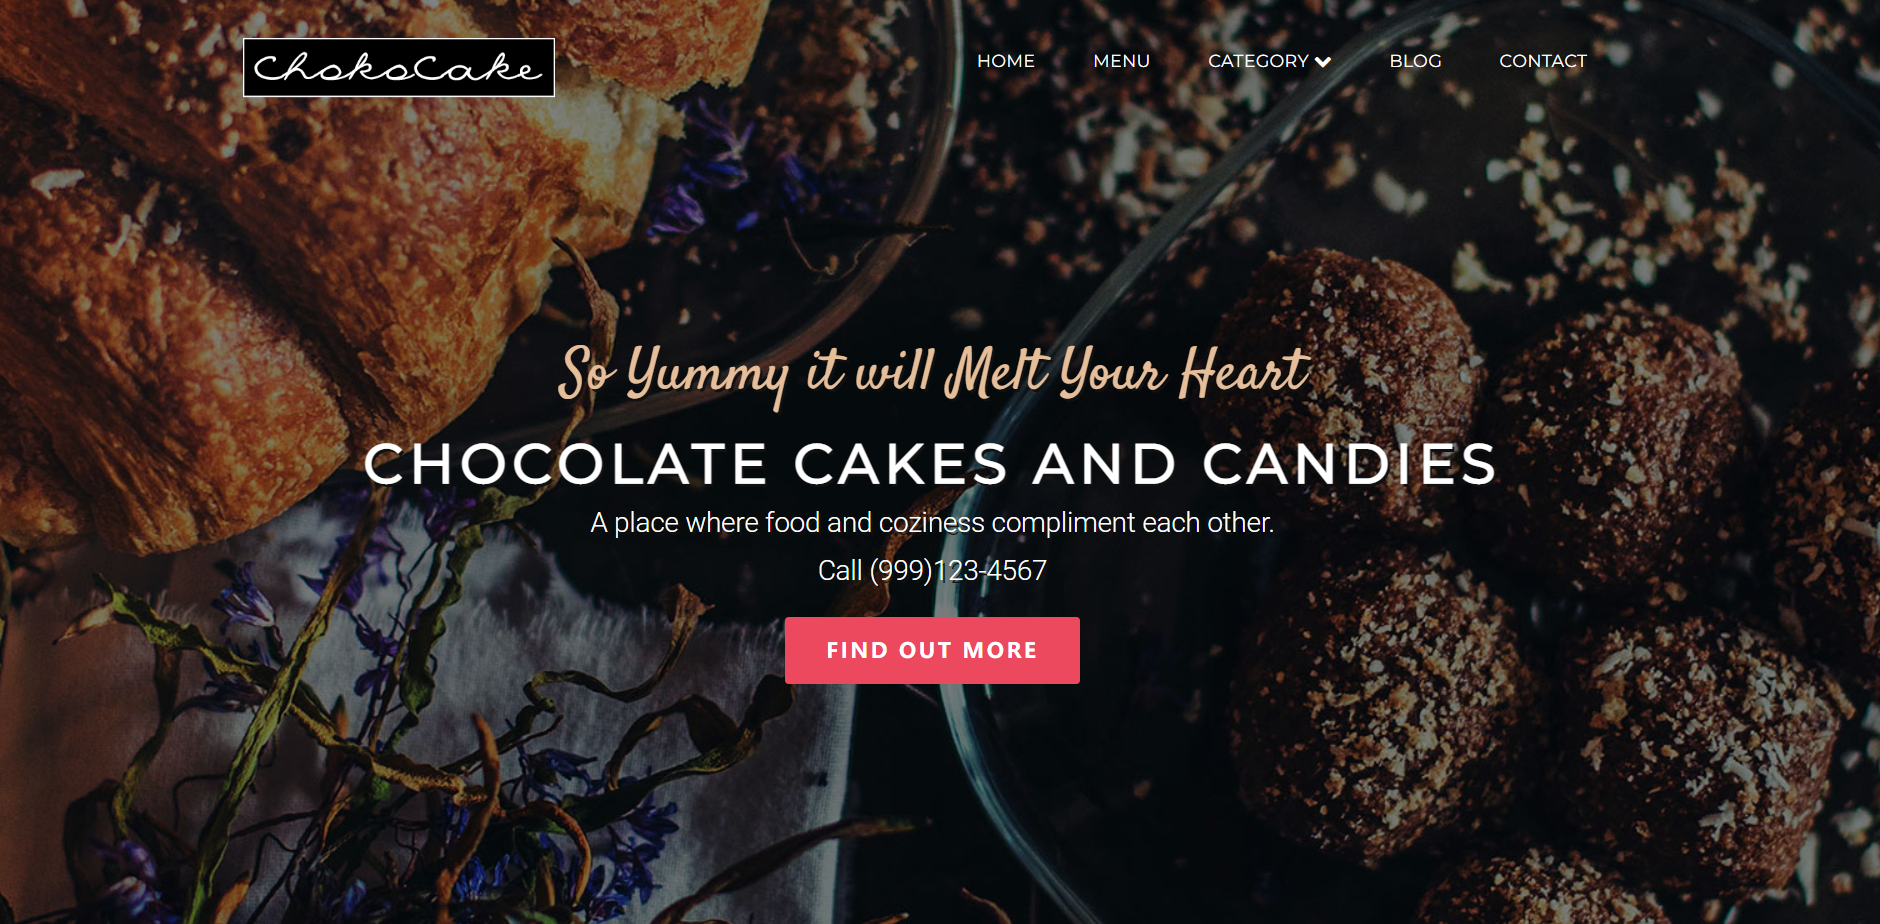 ChokoCake
HOME MENU CATEGORY BLOG CONTACT
So Yummy it will Melt Your Heart
CHOCOLATE CAKES AND CANDIES
A place where food and coziness compliment each other.
Call (999)123-4567
FIND OUT MORE